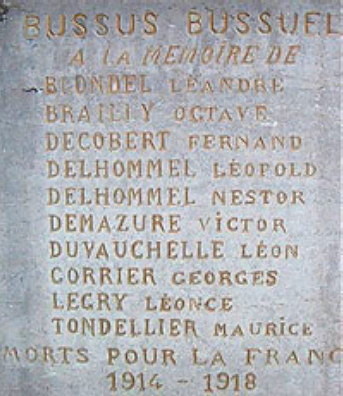 BUSSUS BUSSUEL
A LA MEMOIRE DE
BLONDEL LÉANDRE
BRAILLY OCTAVE
DECOBERT FERNAND
DELHOMMEL LÉOPOLD
DELHOMMEL NESTOR
DEMAZURE VICTOR
DUVAUCHELLE LÉON
CORRIER GEORGES
LEGRY LÉONCE
TONDELLIER MAURICE
MORTS POUR LA FRANC
1914 - 1918